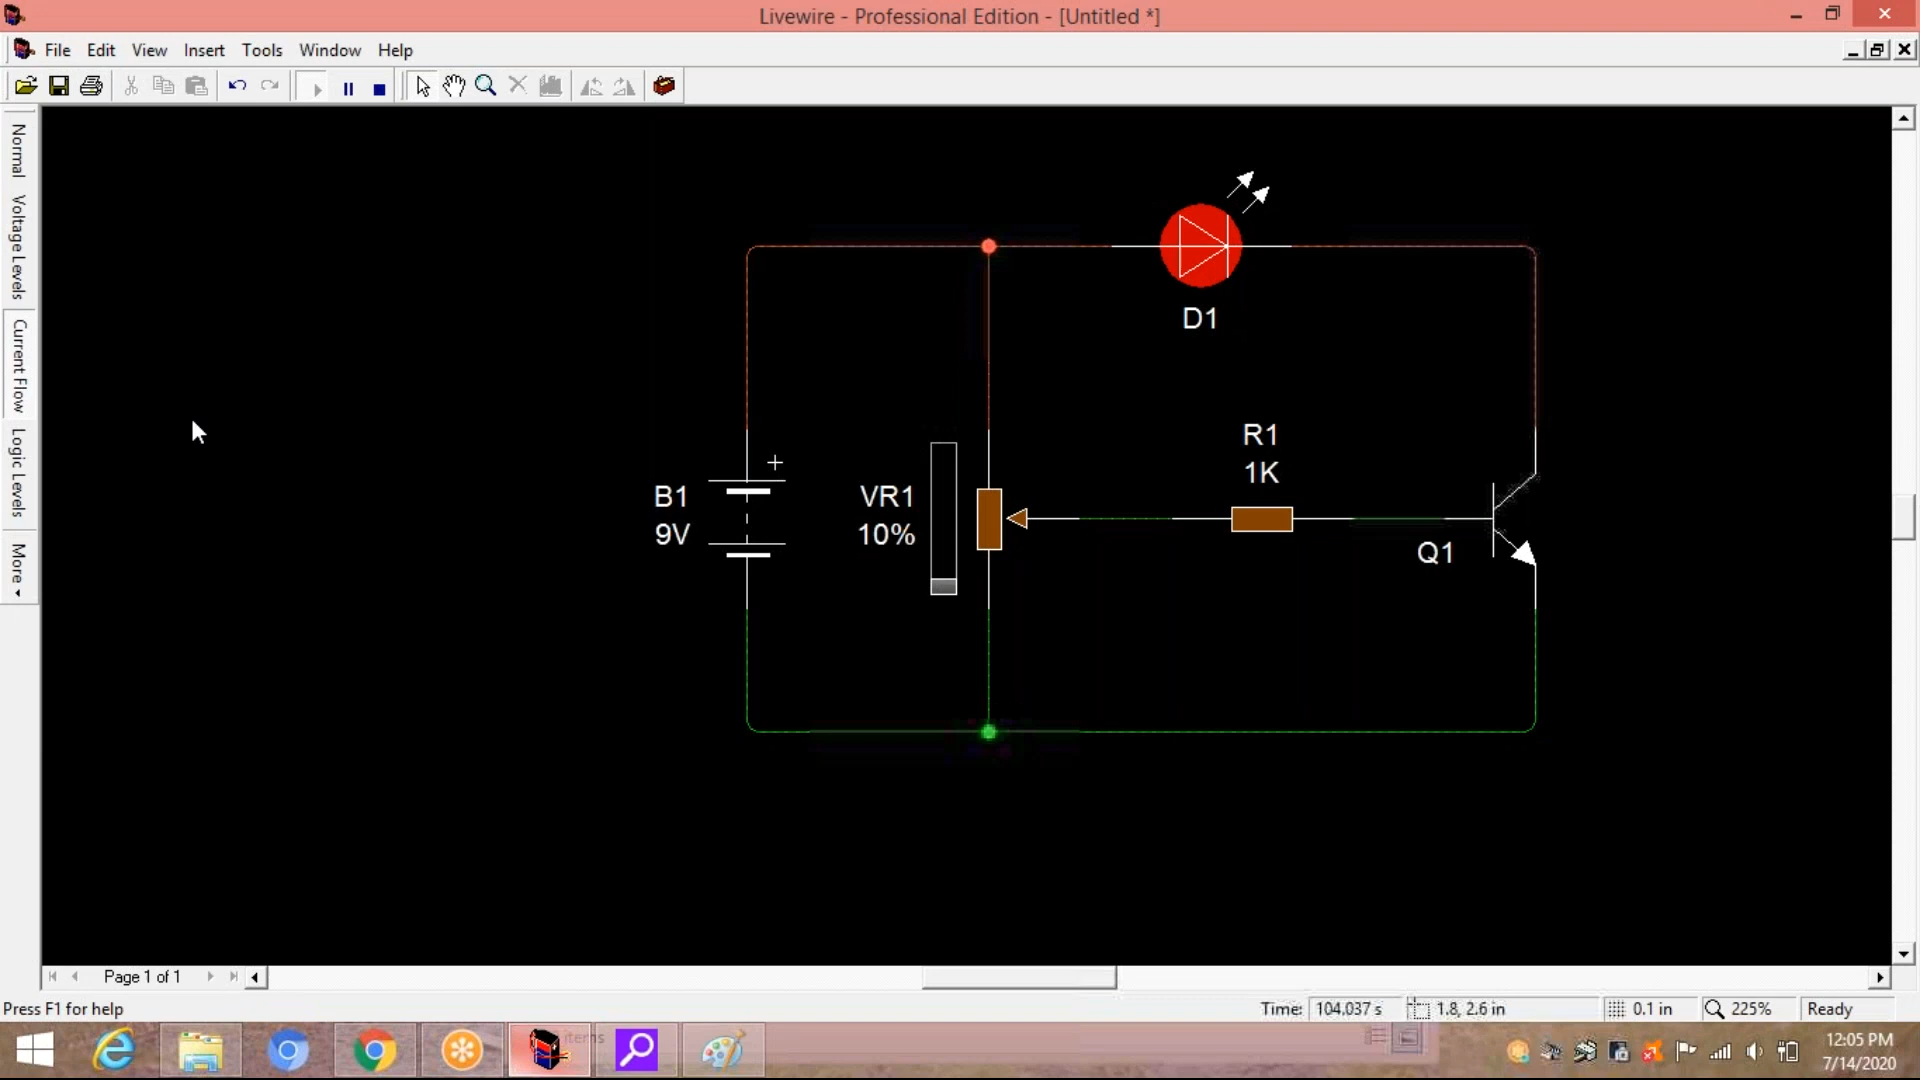 Livewire - Professional Edition - [Untitled *]
File Edit View Insert Tools Window Help
Normal
Voltage Levels
Current Flow
Logic Levels
More
D1
R1
1K
+
B1
9V
VR1
10%
Q1
Page 1 of 1
Press F1 for help
Time: 104.037 s 1.8, 2.6 in 0.1 in 225% Ready
items
12:05 PM
7/14/2020